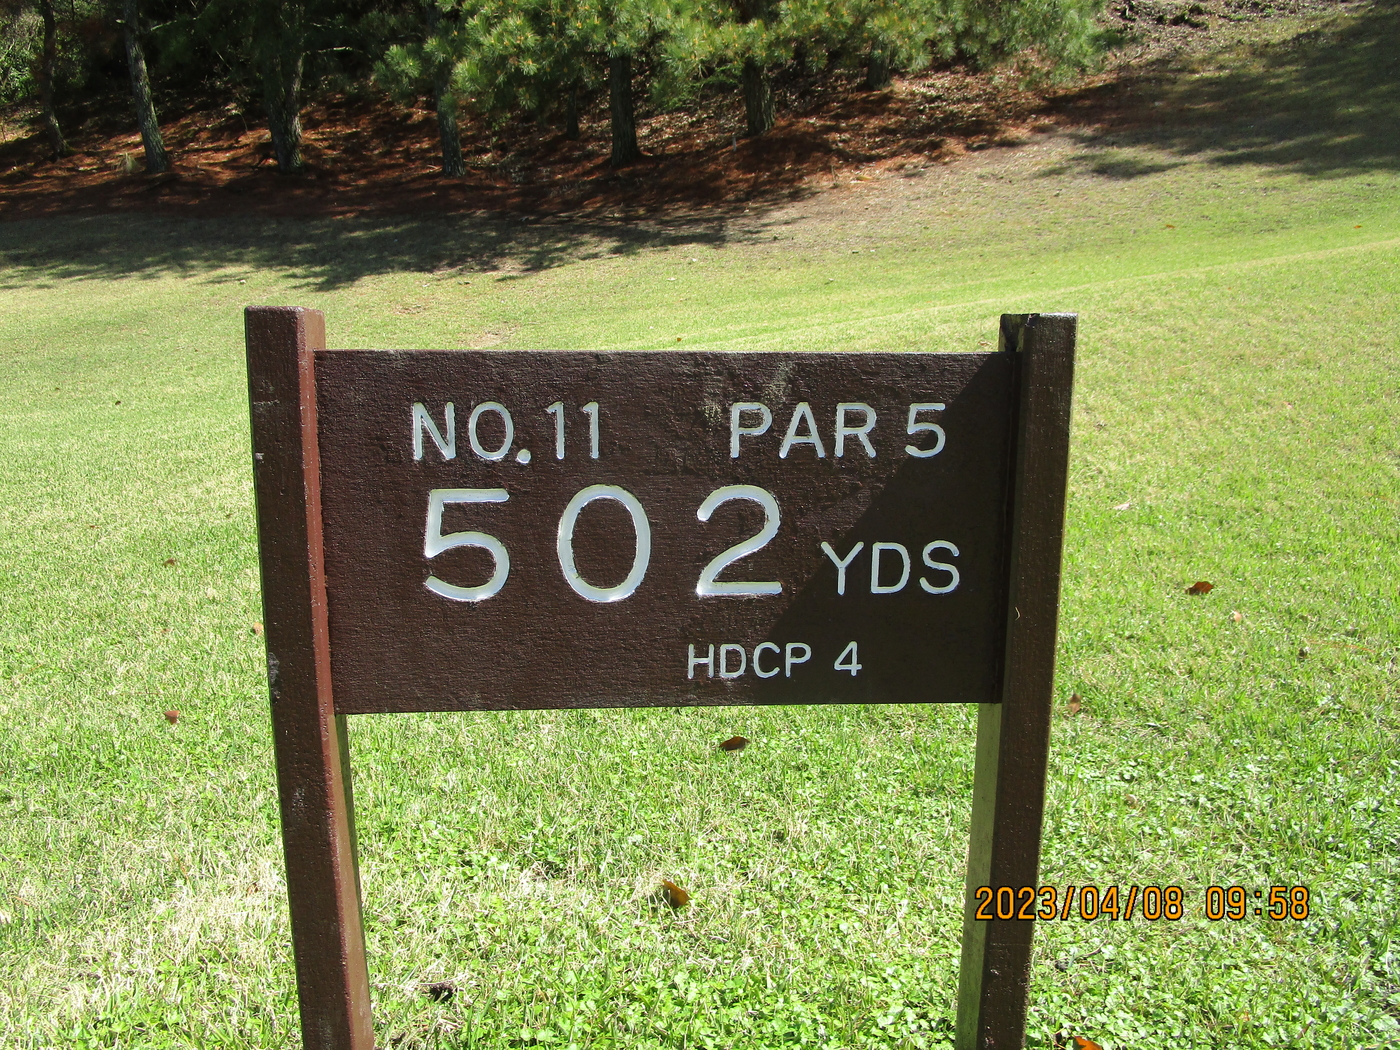 NO.11 PAR 5
502 YDS
HDCP 4
2023/04/08 09:58